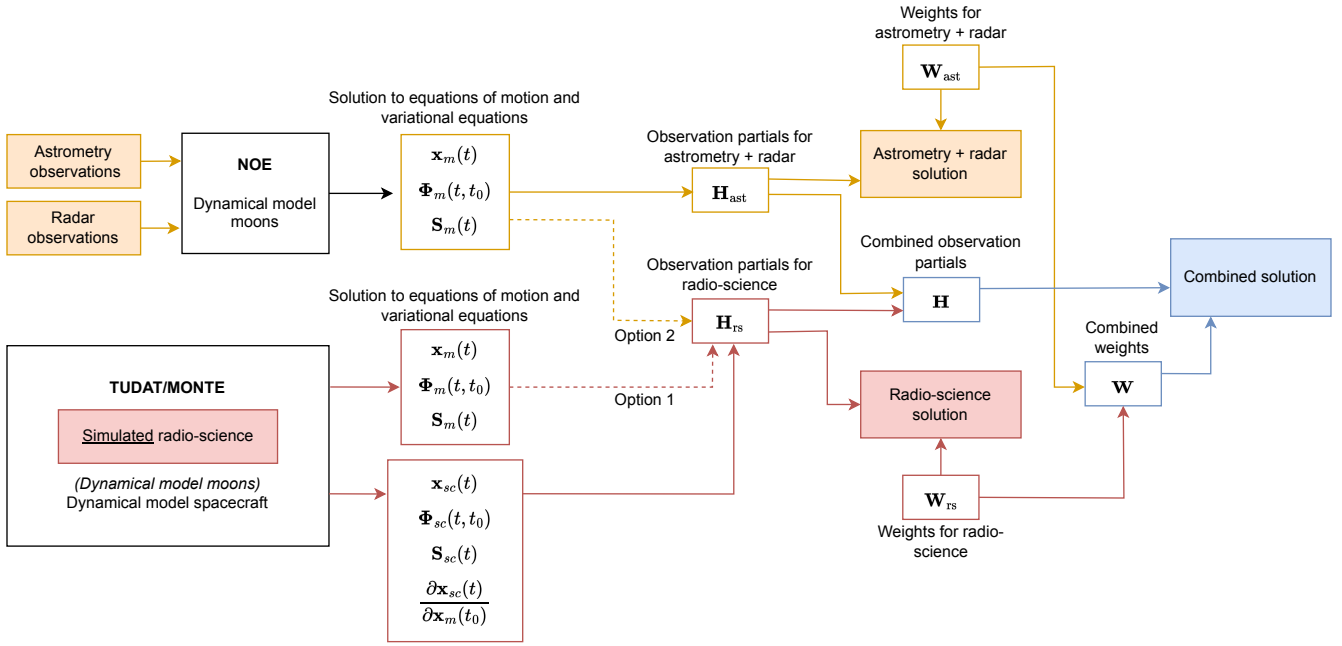 Weights for
astrometry + radar
W_ast
Solution to equations of motion and
variational equations
Astrometry
observations
Radar
observations
NOE
Dynamical model
moons
x_m(t)
Φ_m(t, t_0)
S_m(t)
Observation partials for
astrometry + radar
H_ast
Astrometry + radar
solution
Combined observation
partials
H
Combined solution
Observation partials for
radio-science
H_rs
Option 2
Option 1
Solution to equations of motion and
variational equations
x_m(t)
Φ_m(t, t_0)
S_m(t)
TUDAT/MONTE
Simulated radio-science
(Dynamical model moons)
Dynamical model spacecraft
x_sc(t)
Φ_sc(t, t_0)
S_sc(t)
∂x_sc(t)
∂x_m(t_0)
Combined
weights
W
Radio-science
solution
W_rs
Weights for radio-
science